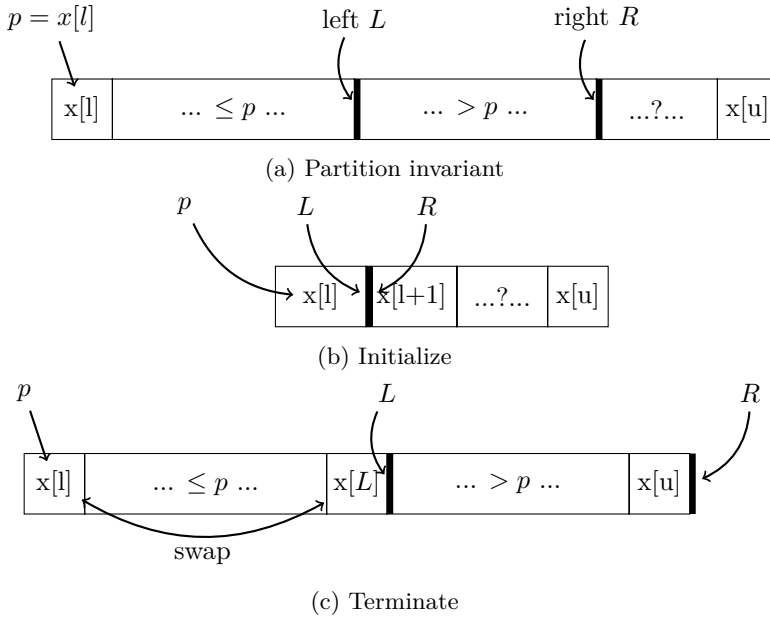 p = x[l]
left L
right R
x[l] ... ≤ p ... ... > p ... ...?... x[u]
(a) Partition invariant
p L R
x[l] x[l+1] ...?... x[u]
(b) Initialize
p L R
x[l] ... ≤ p ... x[L] ... > p ... x[u]
swap
(c) Terminate